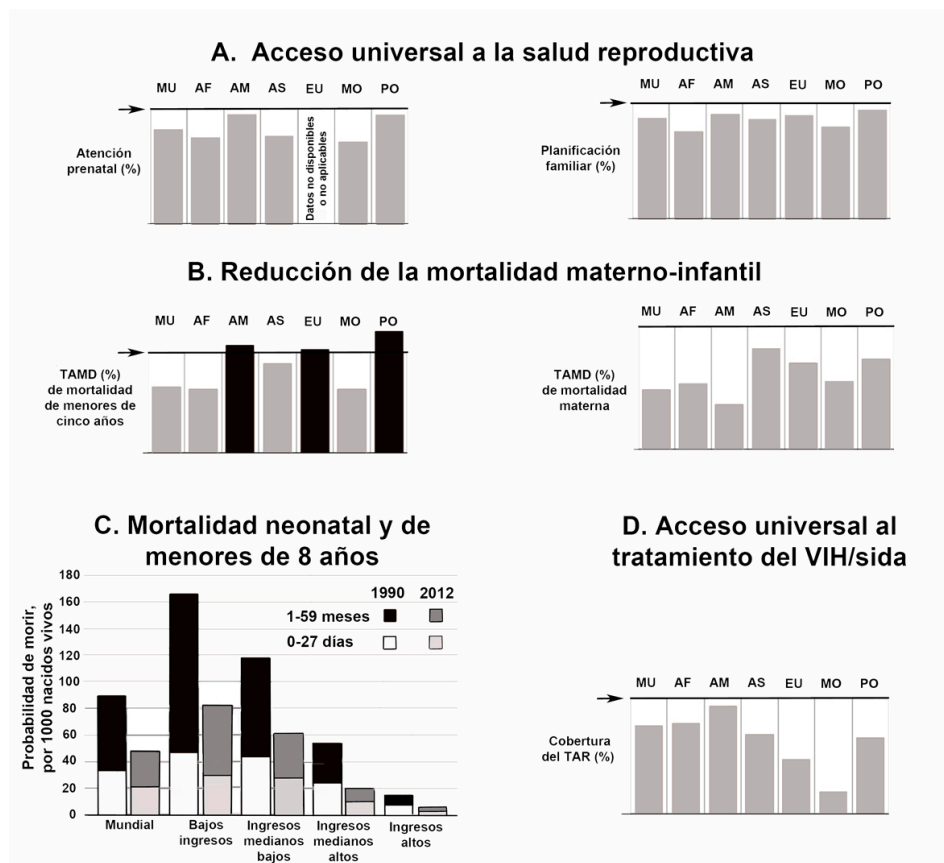 A. Acceso universal a la salud reproductiva
MU AF AM AS EU MO PO
Atención
prenatal (%)
Datos no disponibles
o no aplicables
MU AF AM AS EU MO PO
Planificación
familiar (%)
B. Reducción de la mortalidad materno-infantil
MU AF AM AS EU MO PO
TAMD (%)
de mortalidad
de menores de
cinco años
MU AF AM AS EU MO PO
TAMD (%)
de mortalidad
materna
C. Mortalidad neonatal y de
menores de 8 años
Probabilidad de morir,
por 1000 nacidos vivos
180
160
140
120
100
80
60
40
20
0
1990 2012
1-59 meses
0-27 días
Mundial
Bajos
ingresos
Ingresos
medianos
bajos
Ingresos
medianos
altos
Ingresos
altos
D. Acceso universal al
tratamiento del VIH/sida
MU AF AM AS EU MO PO
Cobertura
del TAR (%)